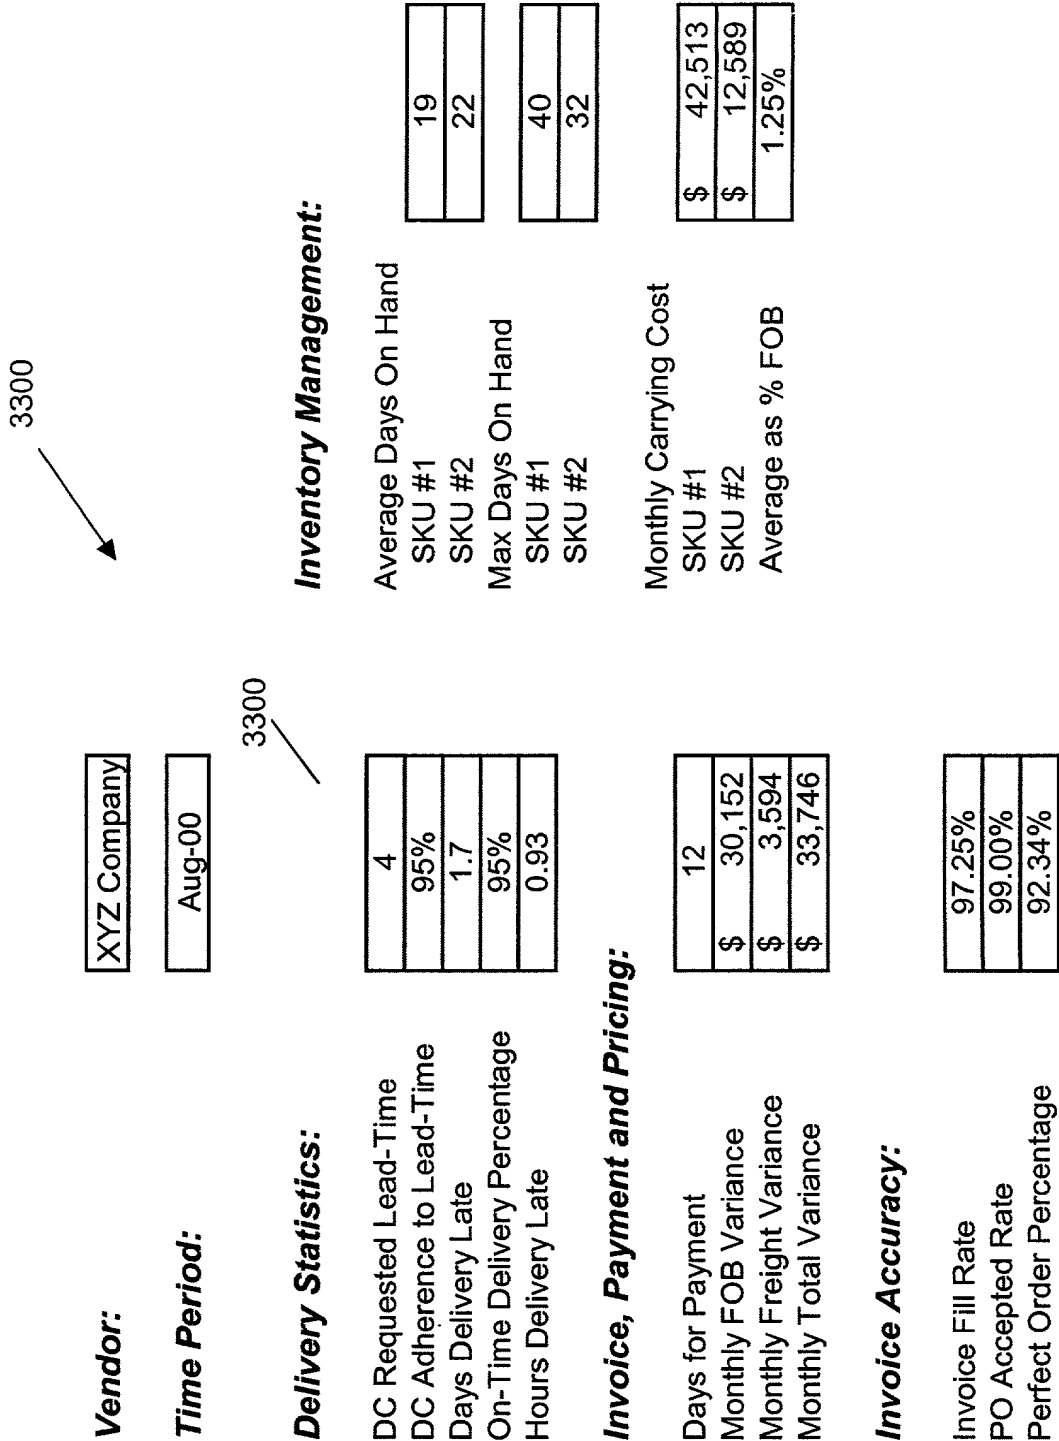 3300
Vendor: XYZ Company
Time Period: Aug-00
3300
Delivery Statistics:
DC Requested Lead-Time 4
DC Adherence to Lead-Time 95%
Days Delivery Late 1.7
On-Time Delivery Percentage 95%
Hours Delivery Late 0.93
Invoice, Payment and Pricing:
Days for Payment 12
Monthly FOB Variance $ 30,152
Monthly Freight Variance $ 3,594
Monthly Total Variance $ 33,746
Invoice Accuracy:
Invoice Fill Rate 97.25%
PO Accepted Rate 99.00%
Perfect Order Percentage 92.34%
Inventory Management:
Average Days On Hand
SKU #1 19
SKU #2 22
Max Days On Hand
SKU #1 40
SKU #2 32
Monthly Carrying Cost
SKU #1 $ 42,513
SKU #2 $ 12,589
Average as % FOB 1.25%